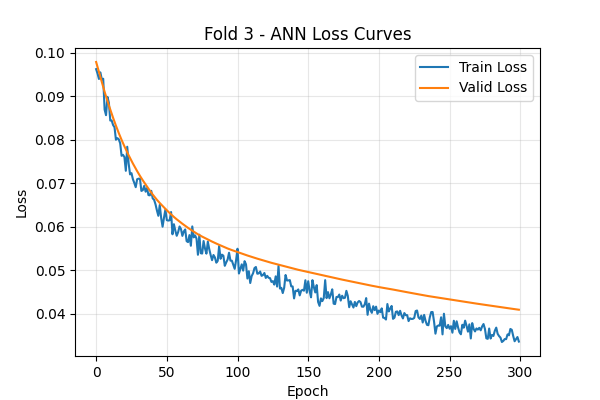 Fold 3 - ANN Loss Curves
Train Loss
Valid Loss
Loss
0.10
0.09
0.08
0.07
0.06
0.05
0.04
0 50 100 150 200 250 300
Epoch